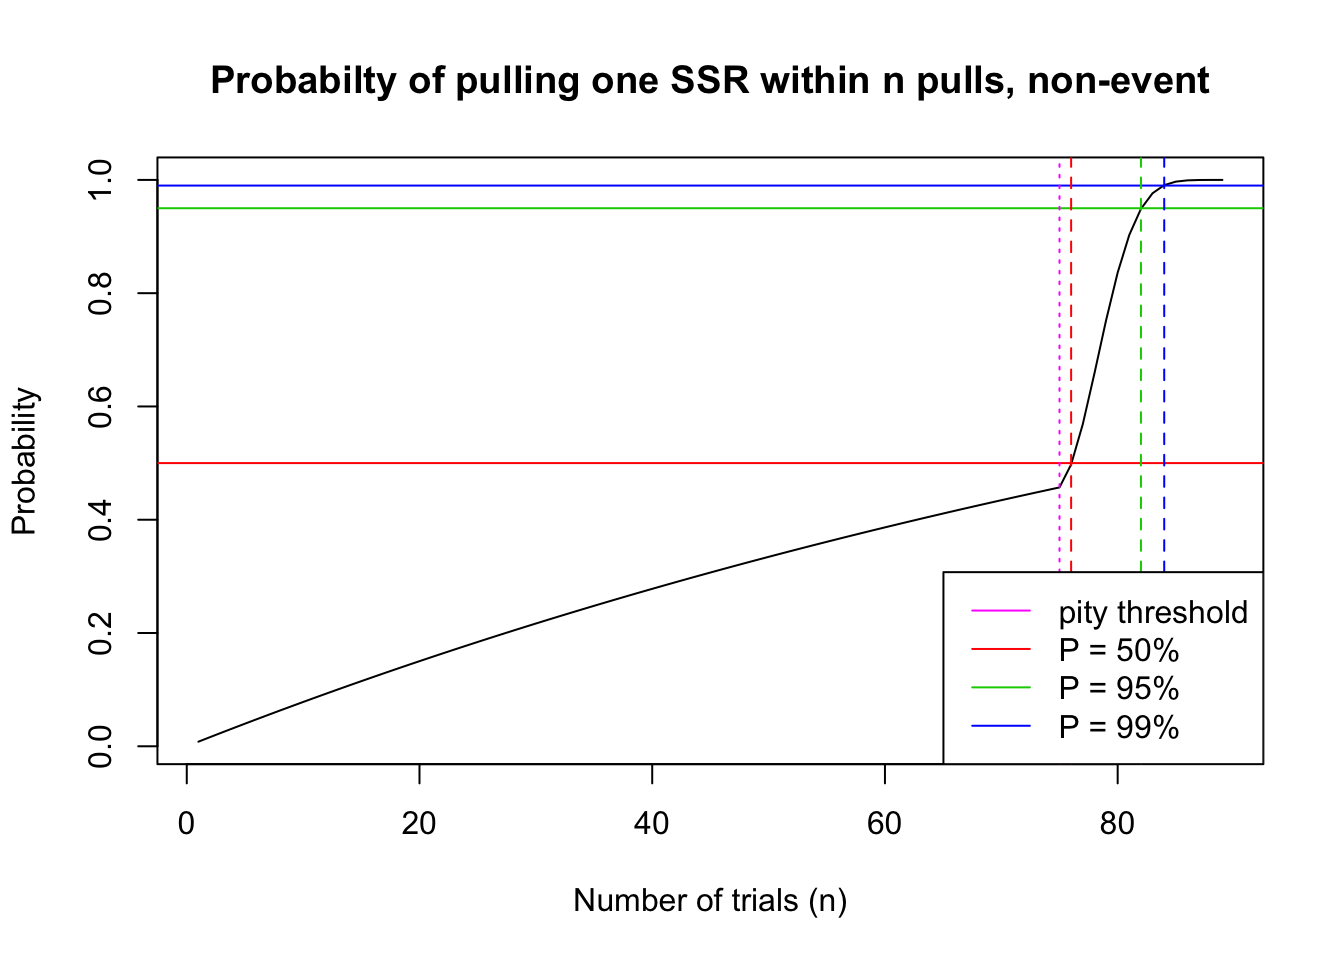 Probabilty of pulling one SSR within n pulls, non-event
Probability
1.0
0.8
0.6
0.4
0.2
0.0
pity threshold
P = 50%
P = 95%
P = 99%
0 20 40 60 80
Number of trials (n)